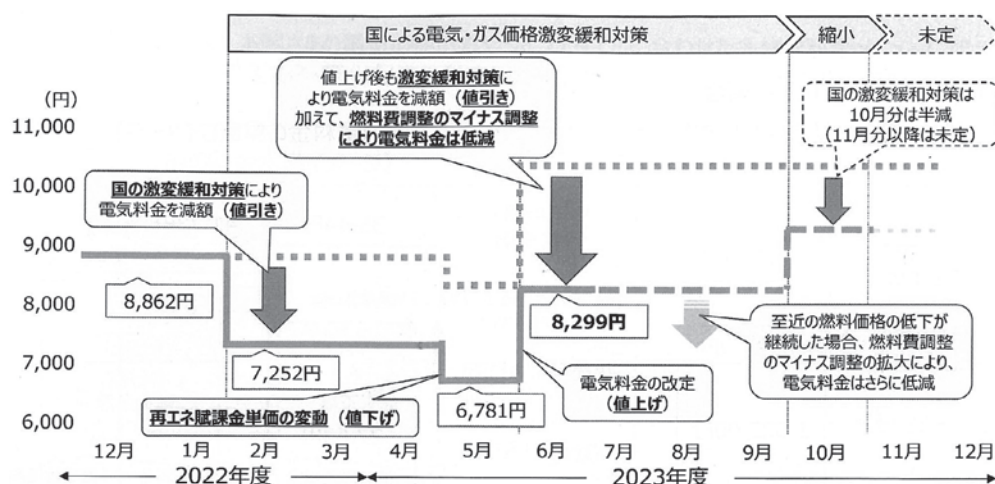 国による電気・ガス価格激変緩和対策
縮小
未定
(円)
11,000
10,000
9,000
8,000
7,000
6,000
値上げ後も激変緩和対策に
より電気料金を減額（値引き）
加えて、燃料費調整のマイナス調整
により電気料金は低減
国の激変緩和対策は
10月分は半減
(11月分以降は未定)
国の激変緩和対策により
電気料金を減額（値引き）
8,862円
7,252円
6,781円
8,299円
至近の燃料価格の低下が
継続した場合、燃料費調整
のマイナス調整の拡大により、
電気料金はさらに低減
再エネ賦課金単価の変動（値下げ）
電気料金の改定
（値上げ）
12月 1月 2月 3月 4月 5月 6月 7月 8月 9月 10月 11月 12月
2022年度 2023年度